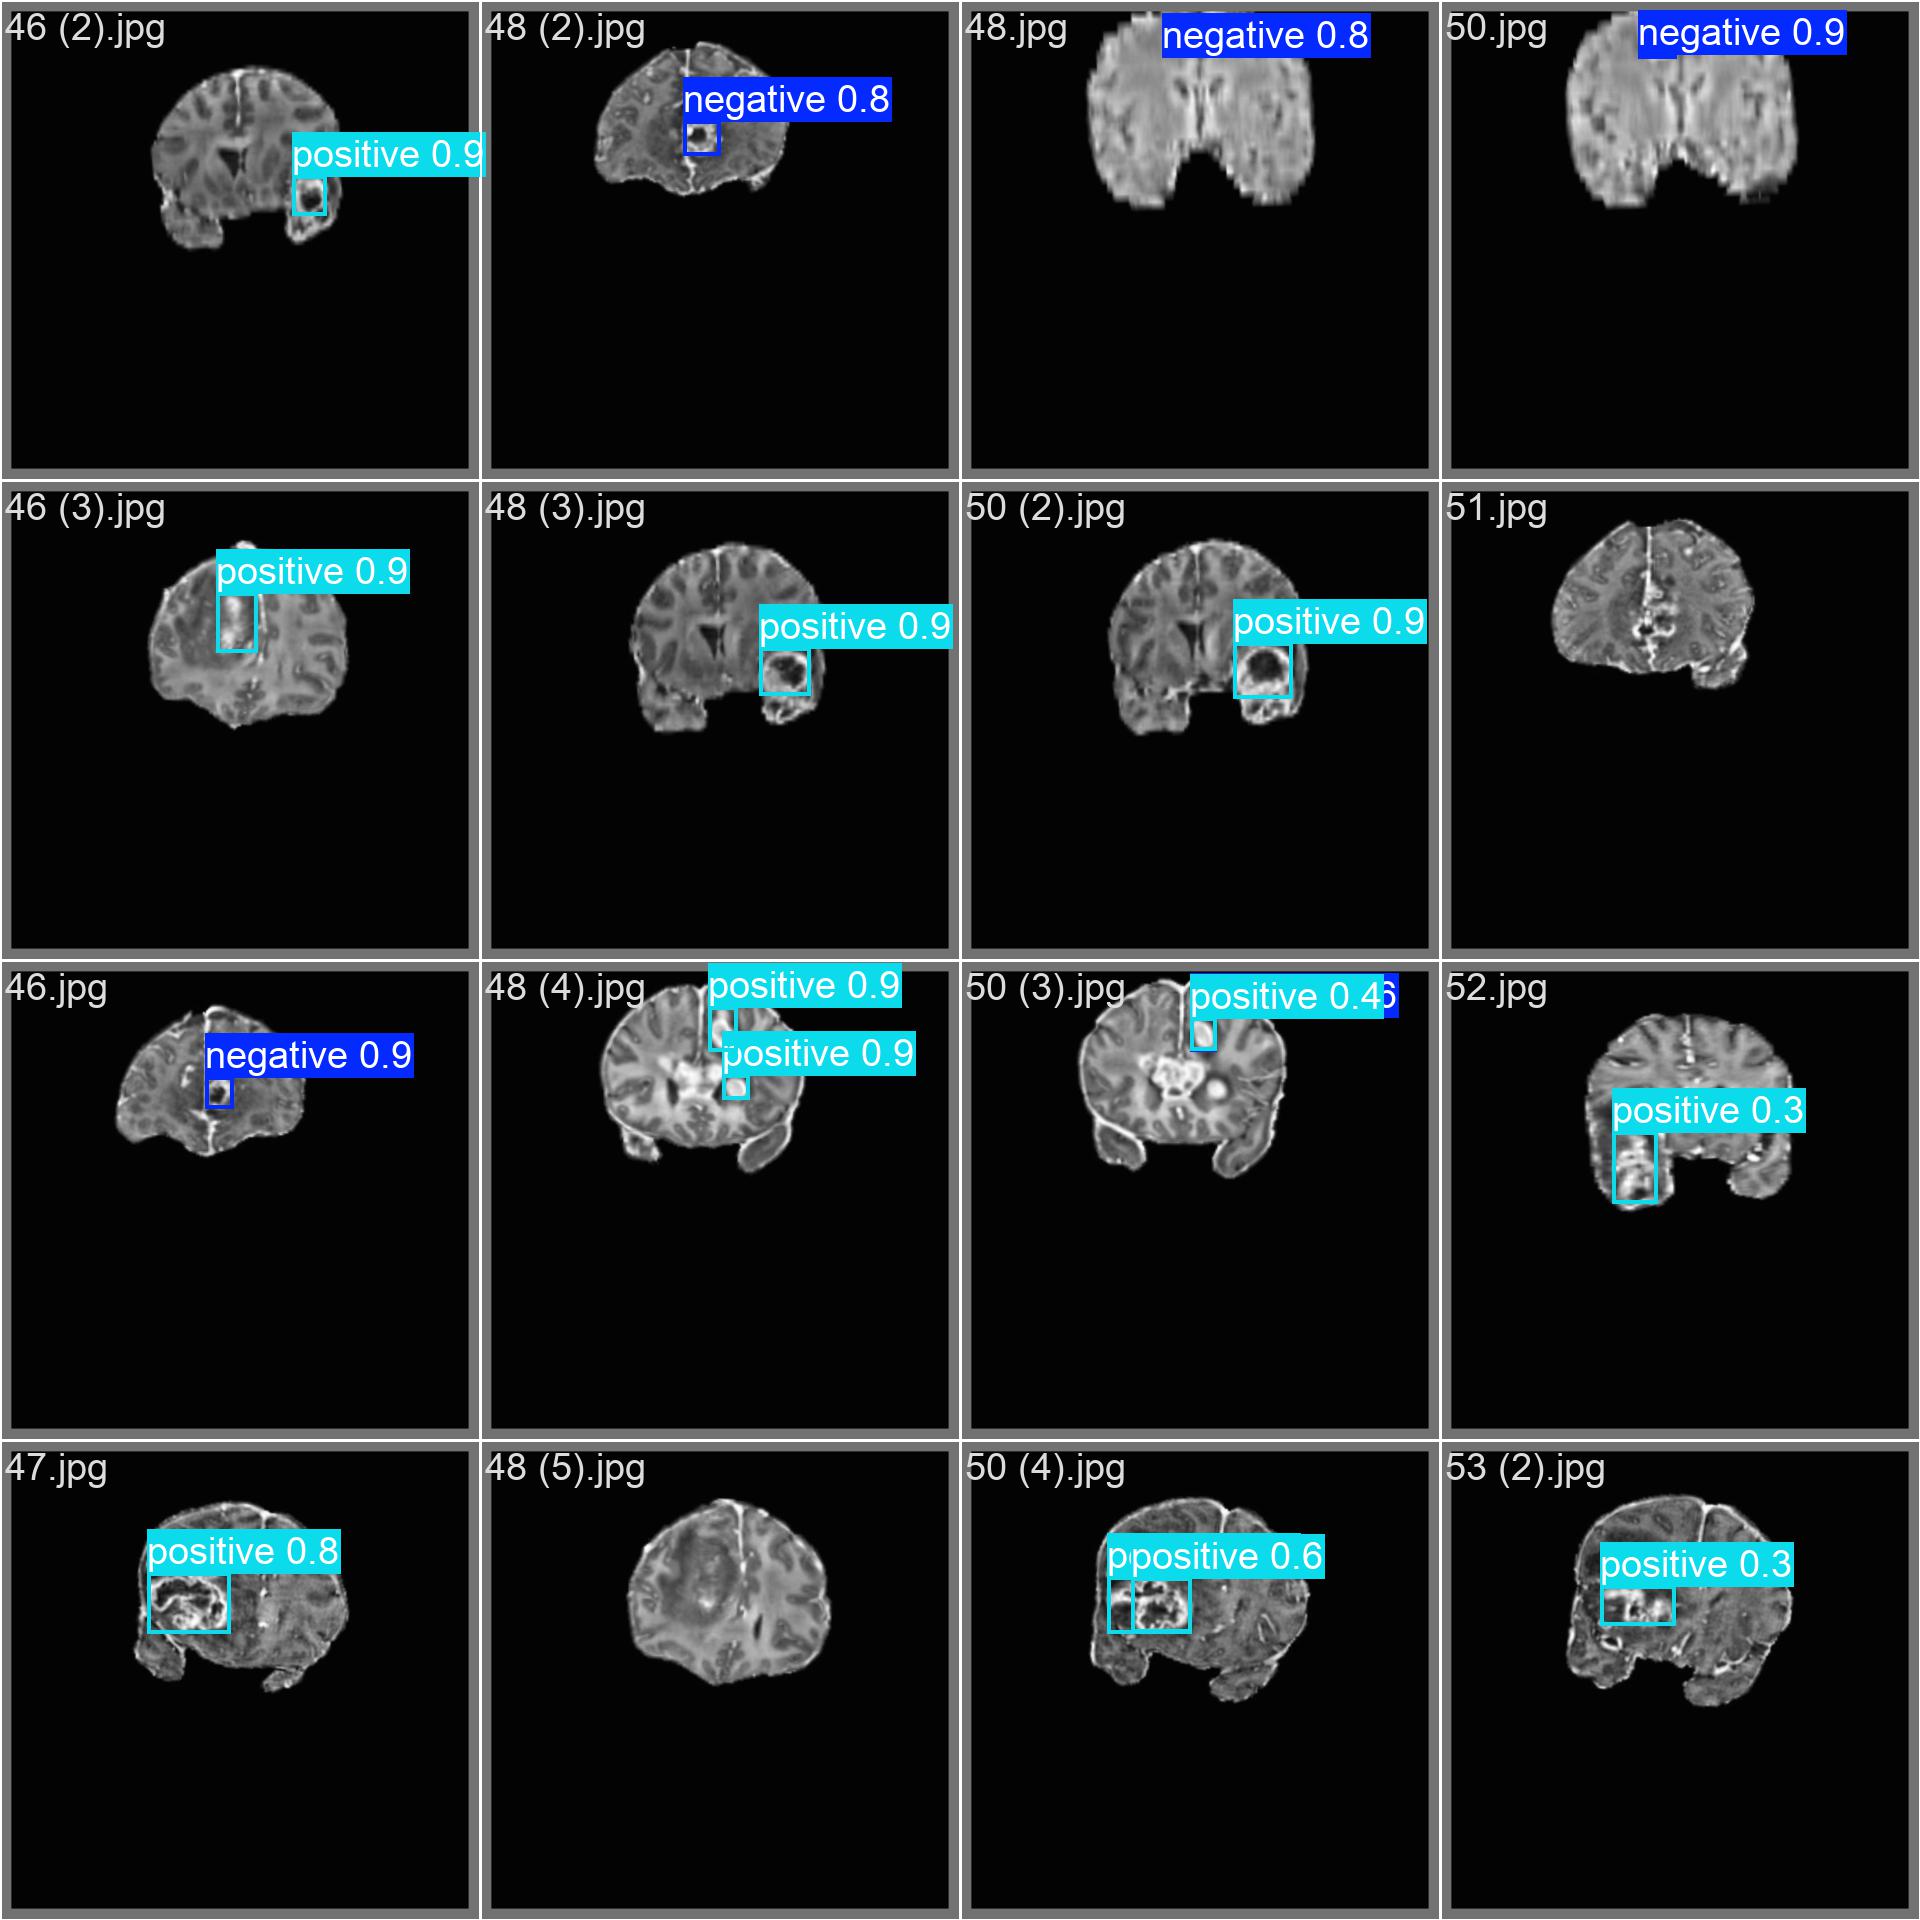 46 (2).jpg
positive 0.9
48 (2).jpg
negative 0.8
48.jpg
negative 0.8
50.jpg
negative 0.9
46 (3).jpg
positive 0.9
48 (3).jpg
positive 0.9
50 (2).jpg
positive 0.9
51.jpg
46.jpg
negative 0.9
48 (4).jpg
positive 0.9
positive 0.9
50 (3).jpg
positive 0.4
52.jpg
positive 0.3
47.jpg
positive 0.8
48 (5).jpg
50 (4).jpg
positive 0.6
53 (2).jpg
positive 0.3